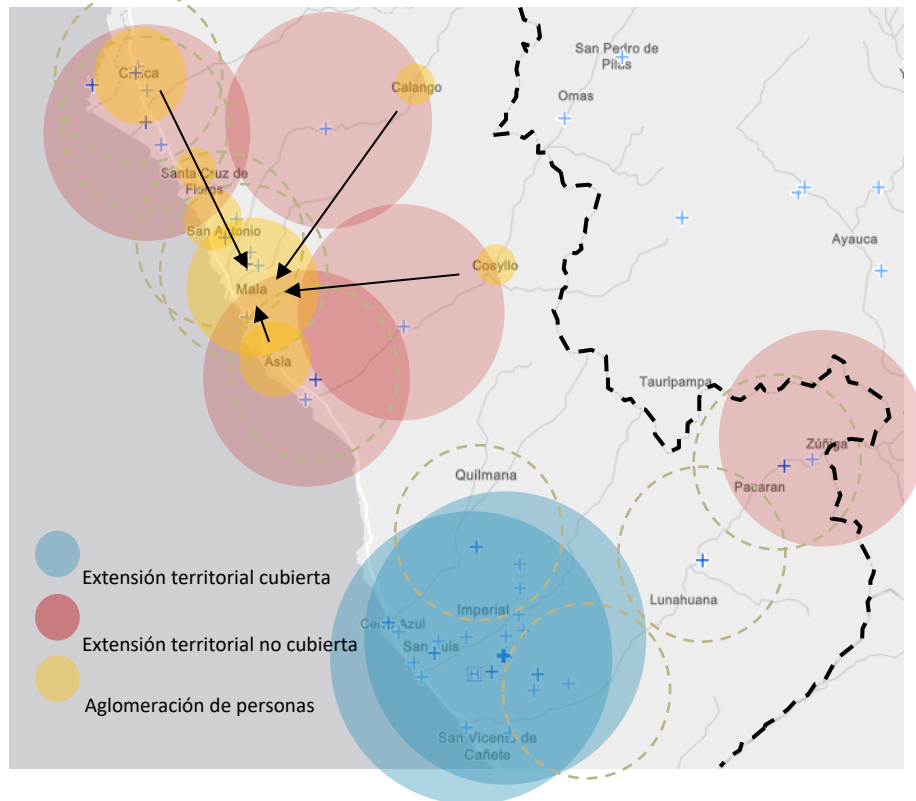 San Pedro de
Pilas
Omas
Calango
Chilca
Santa Cruz de
Flores
San Antonio
Ayauca
Coayllo
Mala
Asia
Tauripampa
Zúñiga
Quilmana
Pacaran
Extensión territorial cubierta
Imperial
Lunahuana
Cerro Azul
San Luis
Extensión territorial no cubierta
H
Aglomeración de personas
San Vicente de
Cañete